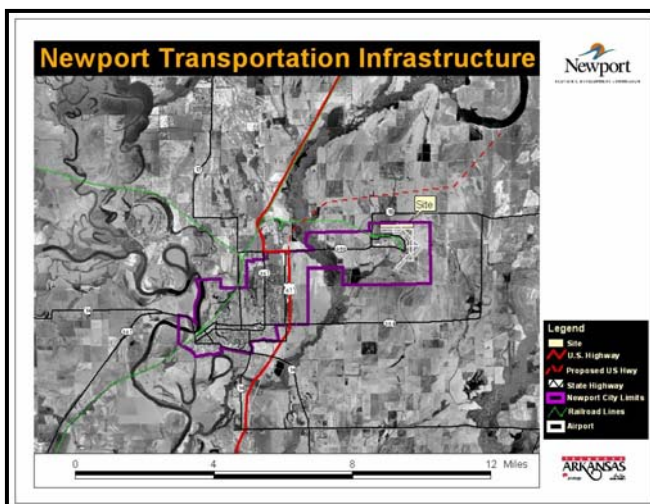 Newport Transportation Infrastructure
Newport
Site
67
Legend
Site
U.S. Highway
Proposed US Hwy
State Highway
Newport City Limits
Railroad Lines
Airport
0 4 8 12 Miles
ARKANSAS